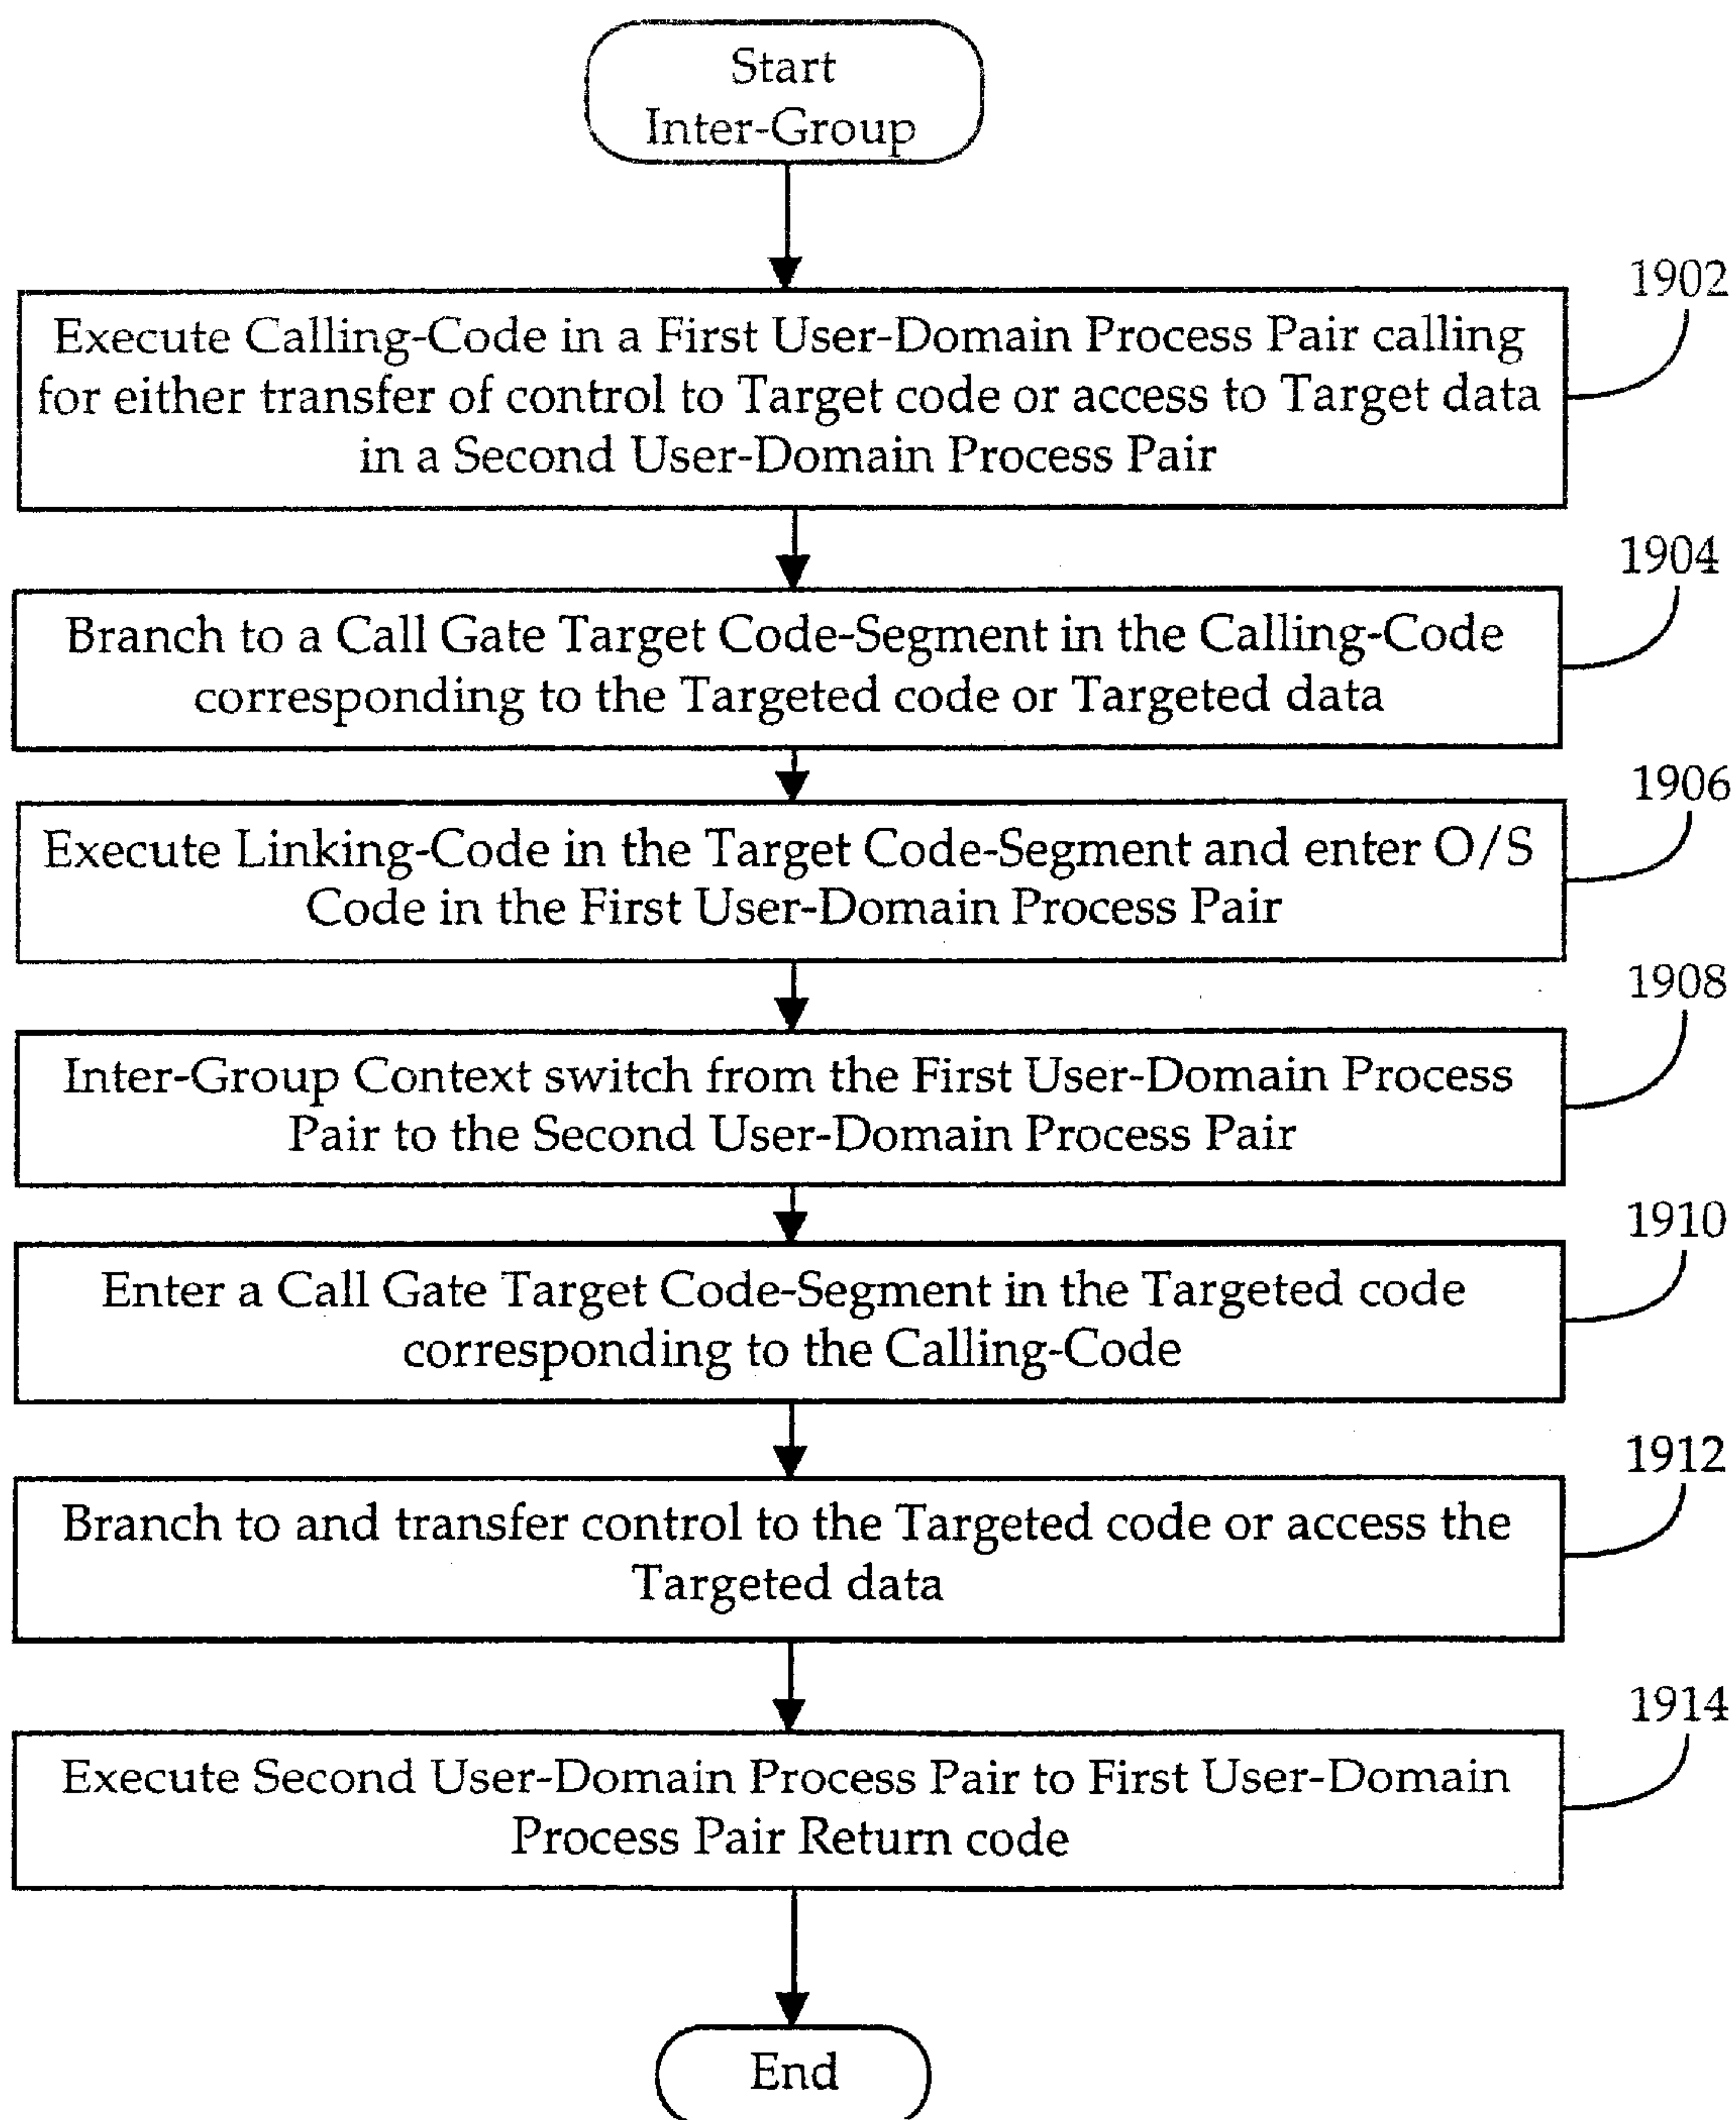 Start
Inter-Group
1902
Execute Calling-Code in a First User-Domain Process Pair calling
for either transfer of control to Target code or access to Target data
in a Second User-Domain Process Pair
1904
Branch to a Call Gate Target Code-Segment in the Calling-Code
corresponding to the Targeted code or Targeted data
1906
Execute Linking-Code in the Target Code-Segment and enter O/S
Code in the First User-Domain Process Pair
1908
Inter-Group Context switch from the First User-Domain Process
Pair to the Second User-Domain Process Pair
1910
Enter a Call Gate Target Code-Segment in the Targeted code
corresponding to the Calling-Code
1912
Branch to and transfer control to the Targeted code or access the
Targeted data
1914
Execute Second User-Domain Process Pair to First User-Domain
Process Pair Return code
End